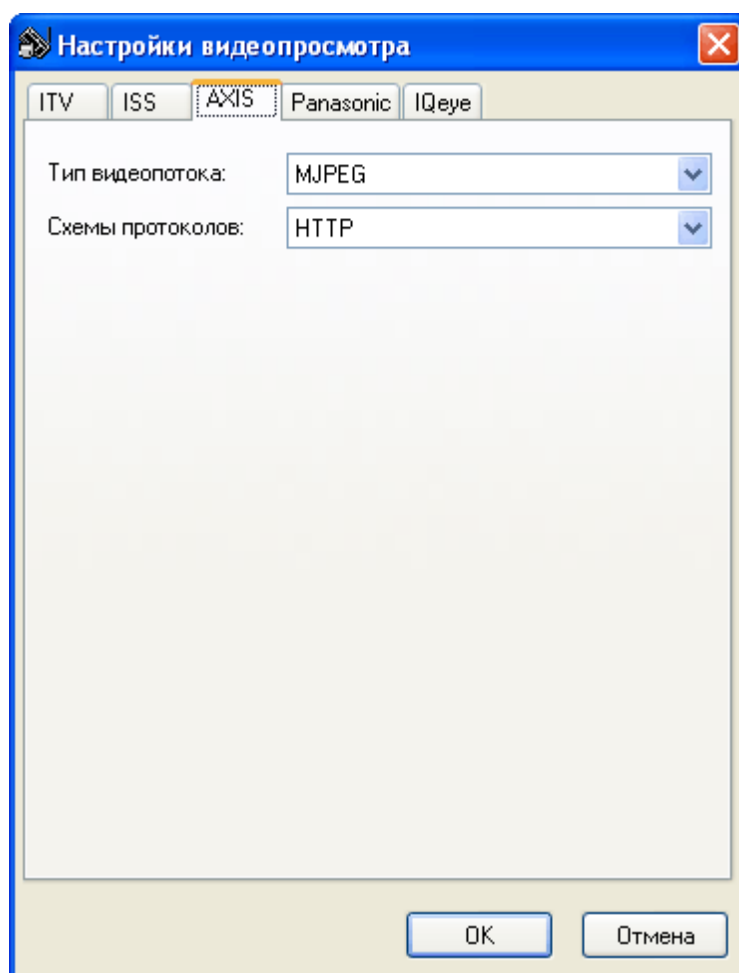 Настройки видеопросмотра
ITV ISS AXIS Panasonic IQeye
Тип видеопотока: MJPEG
Схемы протоколов: HTTP
OK Отмена